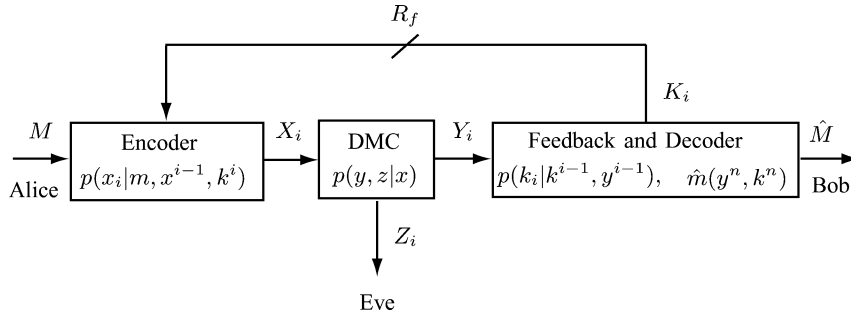 R_f
K_i
M
Alice
Encoder
p(x_i|m, x^{i-1}, k^i)
X_i
DMC
p(y, z|x)
Y_i
Feedback and Decoder
p(k_i|k^{i-1}, y^{i-1}),   \hat{m}(y^n, k^n)
\hat{M}
Bob
Z_i
Eve